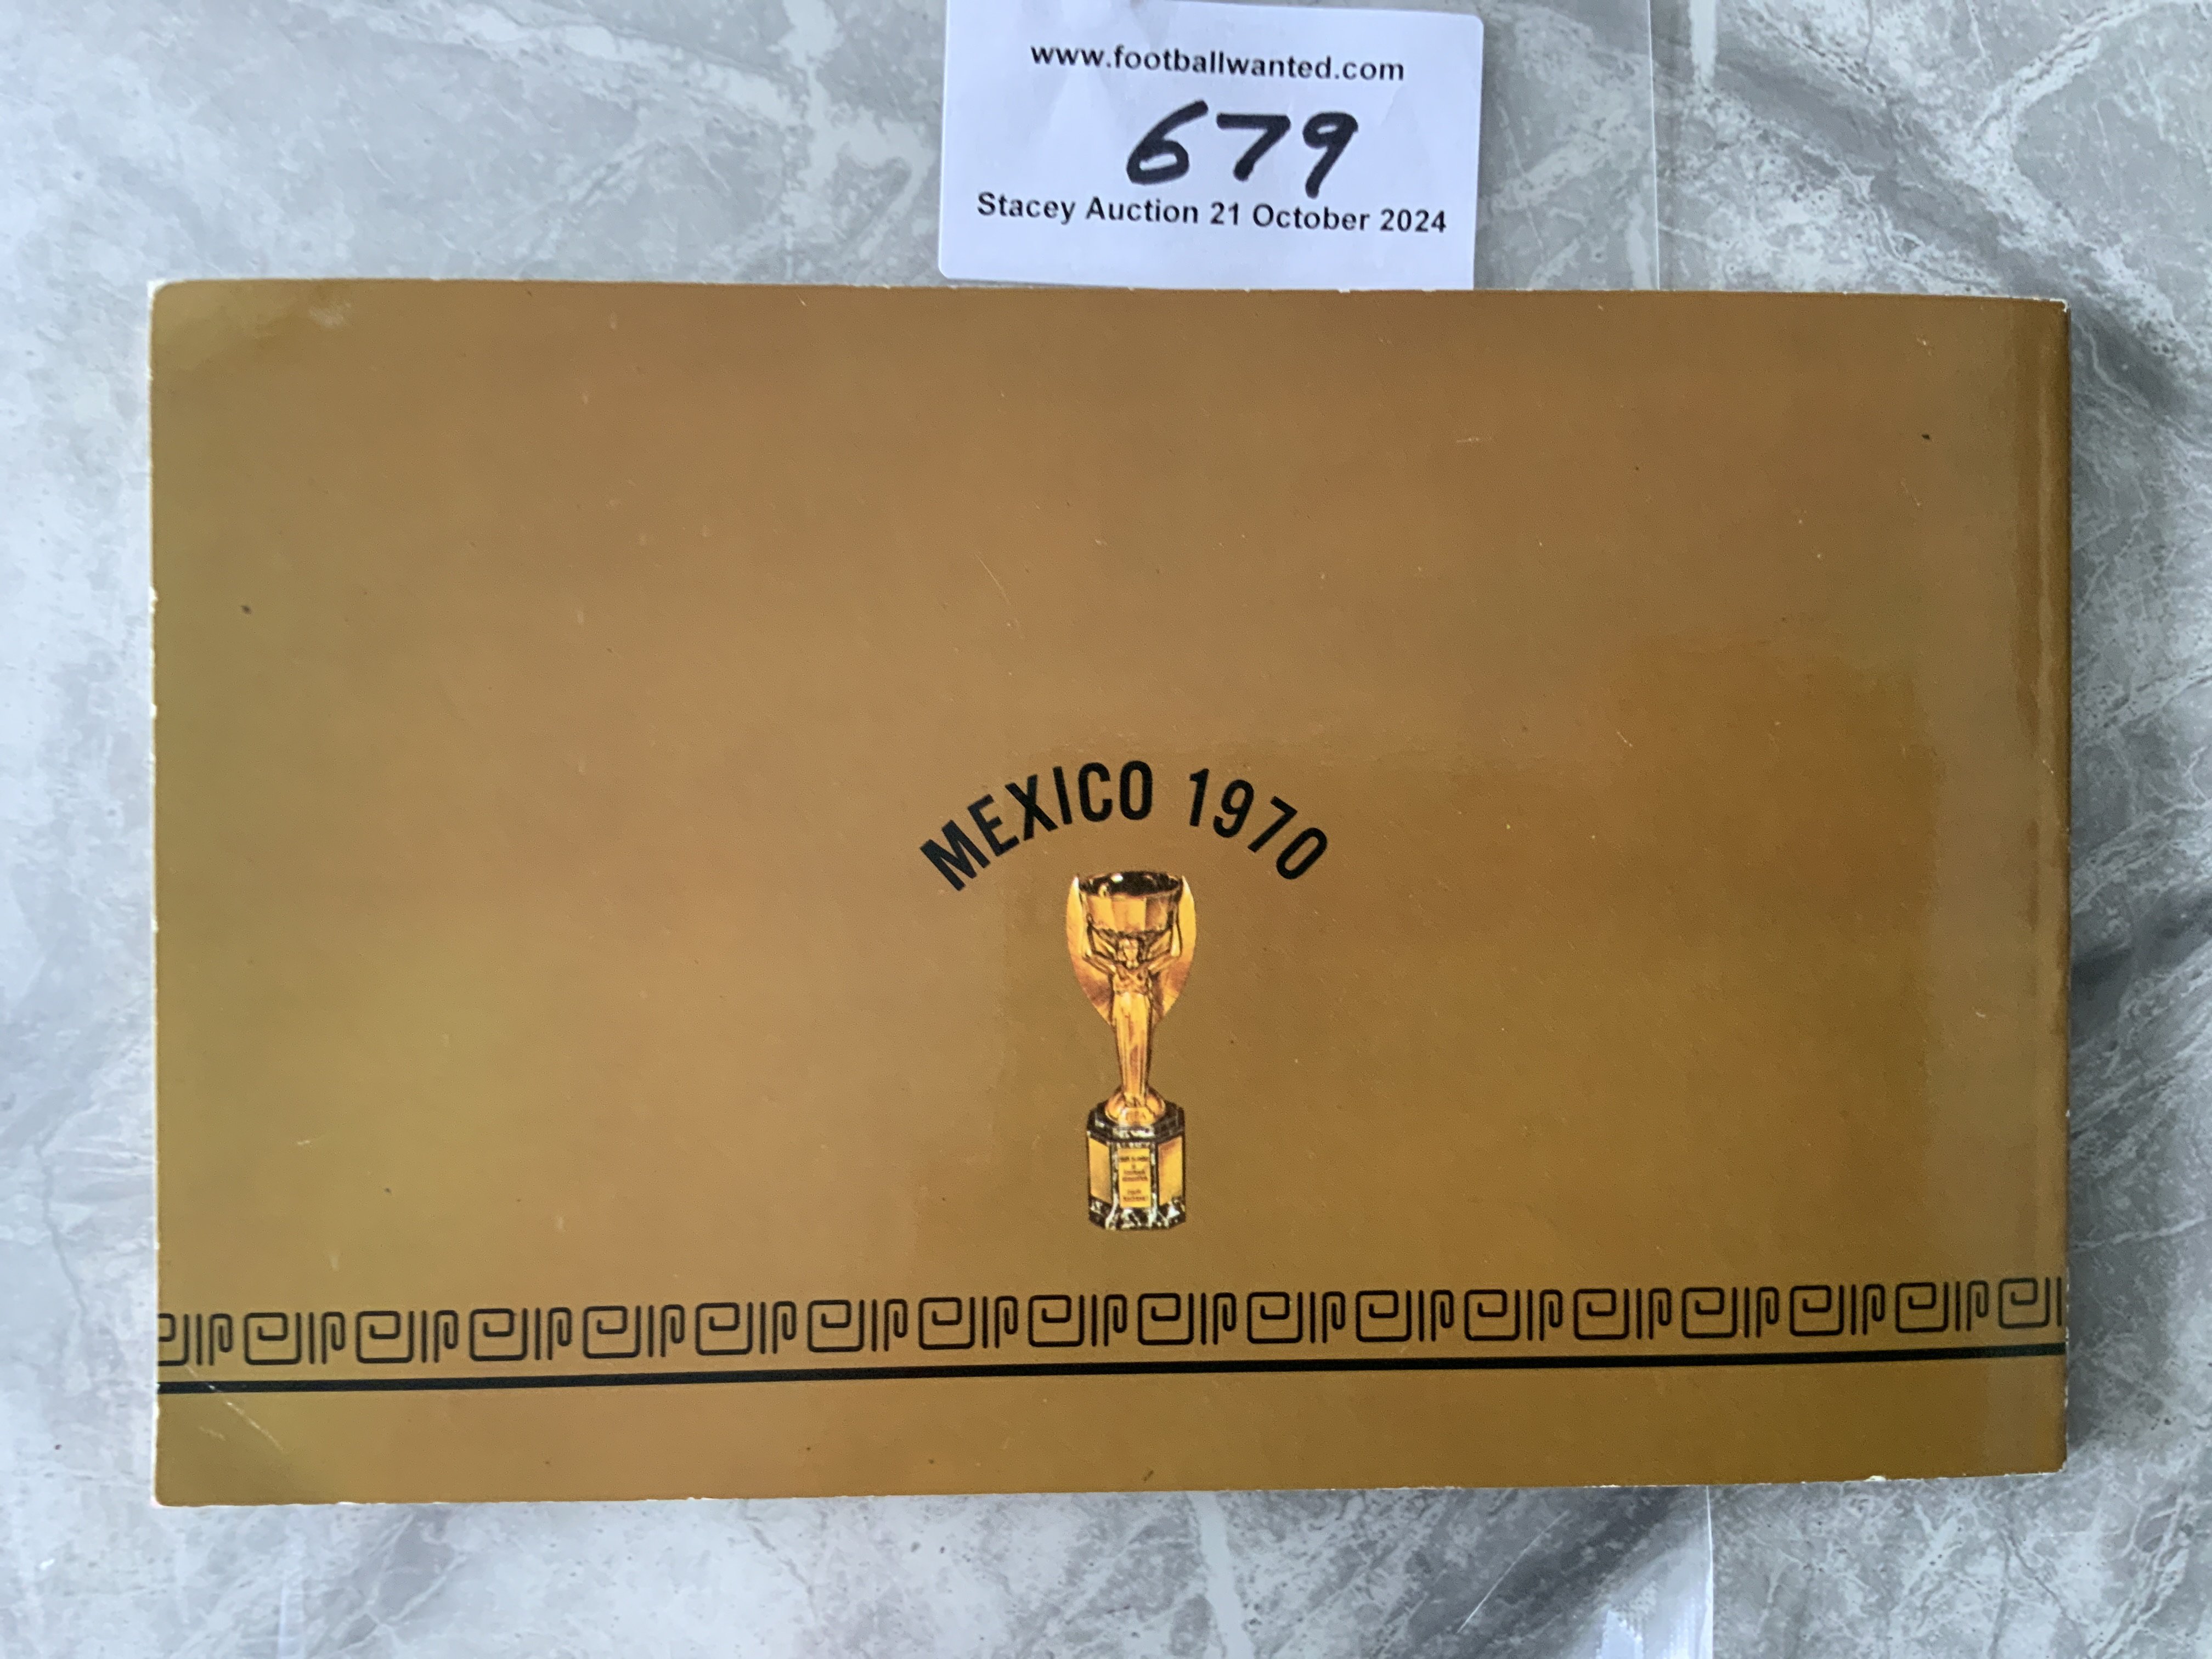 www.footballwanted.com
679
Stacey Auction 21 October 2024
MEXICO 1970